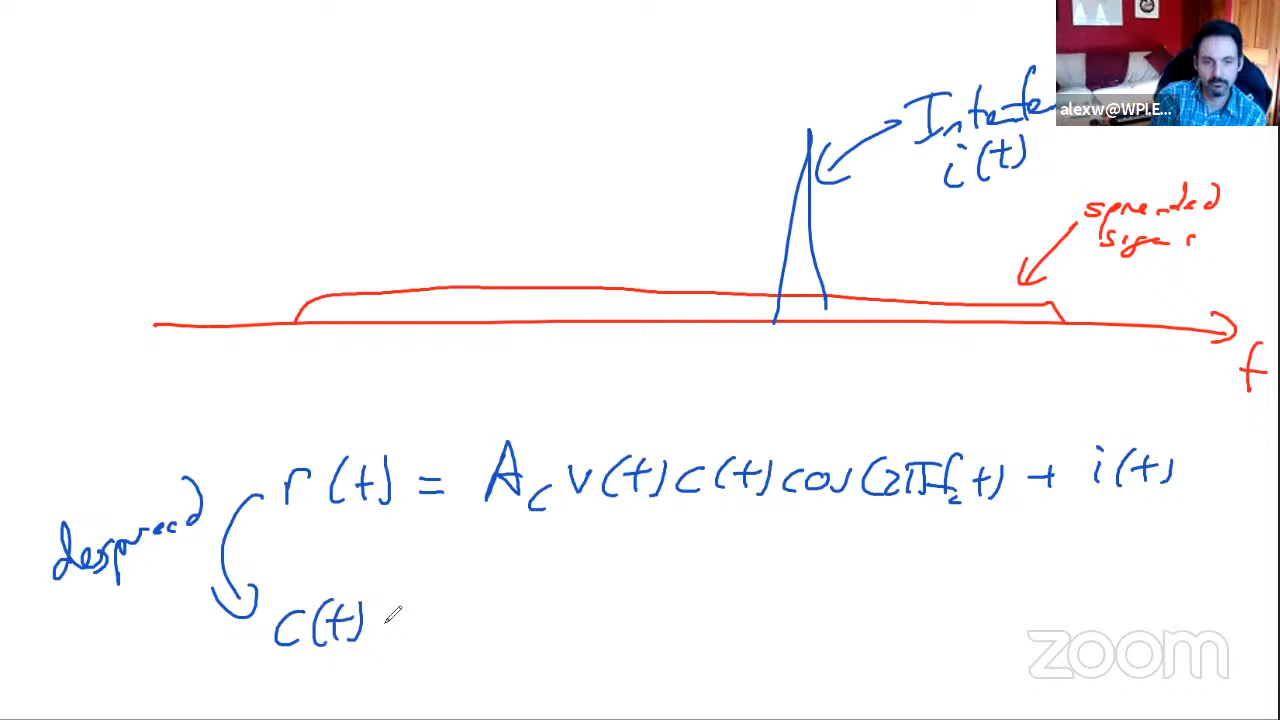 alexw@WPI.E...
i(t)
f
r(t) = A_c v(t) c(t) cos(2πf_c t) + i(t)
despread
c(t)
zoom